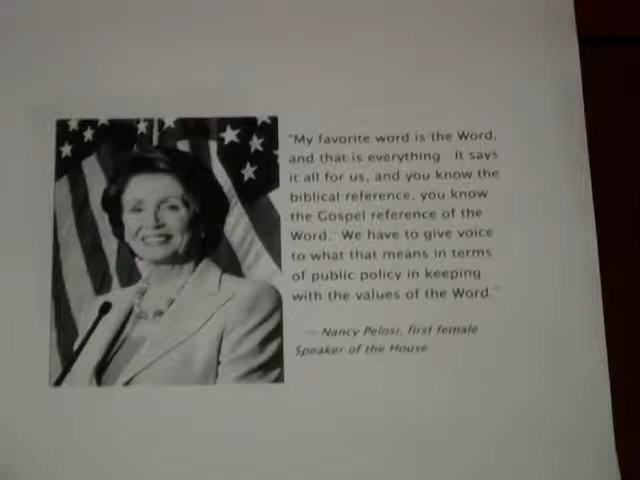 "My favorite word is the Word,
and that is everything. It says
it all for us, and you know the
biblical reference, you know
the Gospel reference of the
Word. We have to give voice
to what that means in terms
of public policy in keeping
with the values of the Word."
— Nancy Pelosi, first female
Speaker of the House